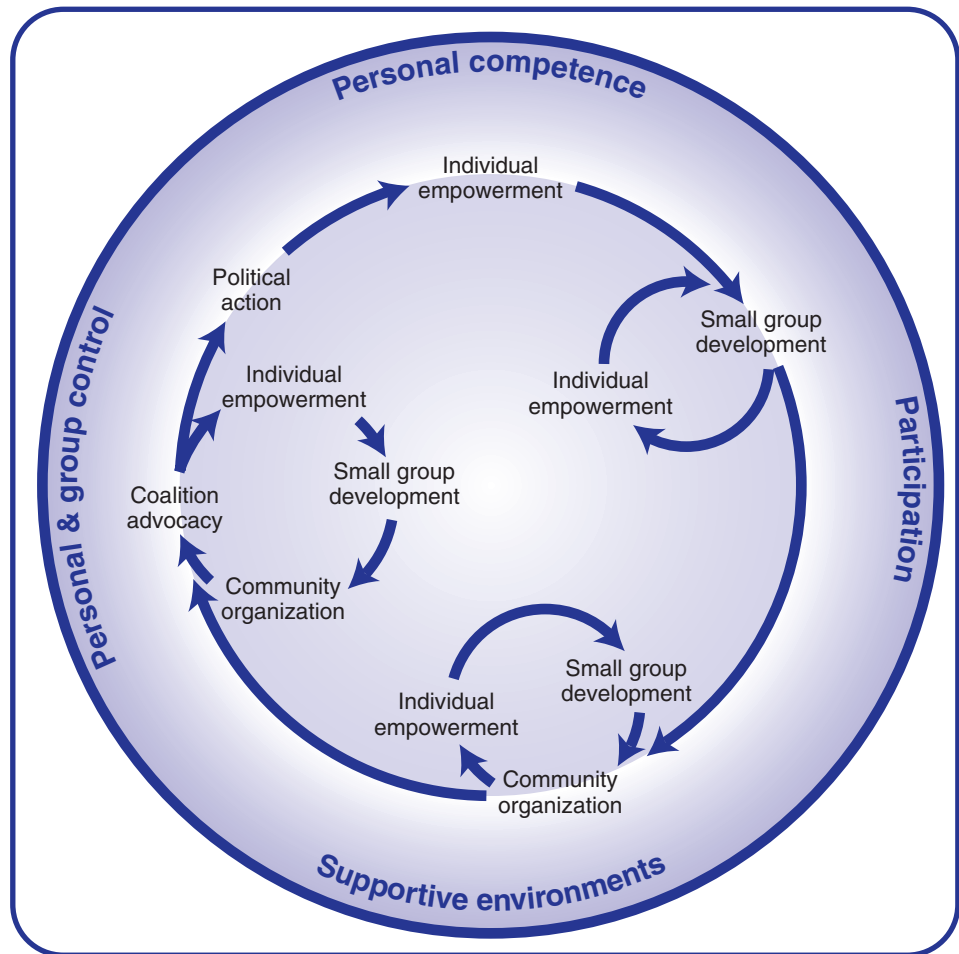 Personal competence
Individual
empowerment
Political
action
Small group
development
Individual
empowerment
Individual
empowerment
Personal & group control
Participation
Small group
development
Coalition
advocacy
Community
organization
Small group
development
Individual
empowerment
Community
organization
Supportive environments